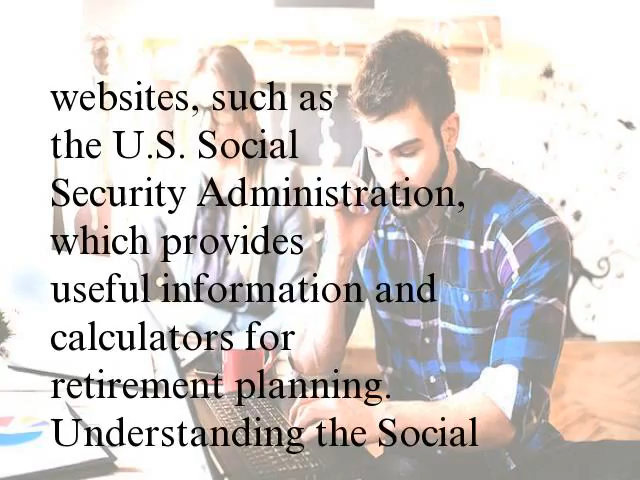 websites, such as
the U.S. Social
Security Administration,
which provides
useful information and
calculators for
retirement planning.
Understanding the Social